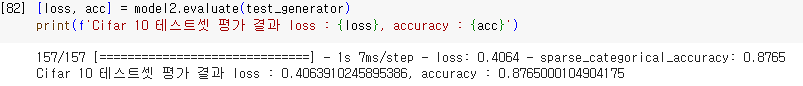 [82] [loss, acc] = model2.evaluate(test_generator)
print(f'Cifar 10 테스트셋 평가 결과 loss : {loss}, accuracy : {acc}')
157/157 [==============================] - 1s 7ms/step - loss: 0.4064 - sparse_categorical_accuracy: 0.8765
Cifar 10 테스트셋 평가 결과 loss : 0.4063910245895386, accuracy : 0.8765000104904175